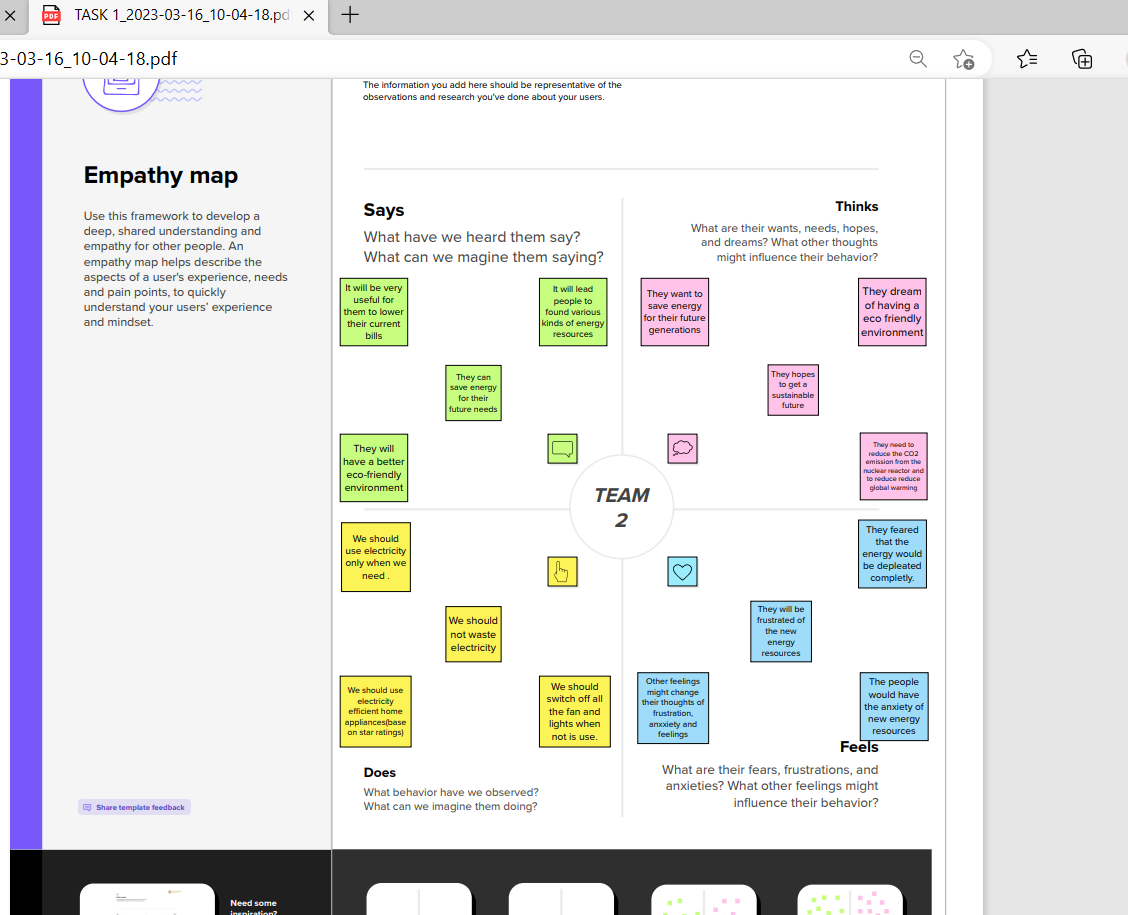 PDF
TASK 1_2023-03-16_10-04-18.pd
3-03-16_10-04-18.pdf
The information you add here should be representative of the
observations and research you've done about your users.
Empathy map
Use this framework to develop a
deep, shared understanding and
empathy for other people. An
empathy map helps describe the
aspects of a user's experience, needs
and pain points, to quickly
understand your users' experience
and mindset.
Says
What have we heard them say?
What can we magine them saying?
Thinks
What are their wants, needs, hopes,
and dreams? What other thoughts
might influence their behavior?
It will be very
useful for
them to lower
their current
bills
It will lead
people to
found various
kinds of energy
resources
They can
save energy
for their
future needs
They will
have a better
eco-friendly
environment
They want to
save energy
for their future
generations
They dream
of having a
eco friendly
environment
They hopes
to get a
sustainable
future
They need to
reduce the CO2
emission from the
nuclear reactor and
to reduce reduce
global warming
TEAM
2
We should
use electricity
only when we
need .
We should
not waste
electricity
We should use
electricity
efficient home
appliances(base
on star ratings)
We should
switch off all
the fan and
lights when
not is use.
They feared
that the
energy would
be depleated
completly.
They will be
frustrated of
the new
energy
resources
Other feelings
might change
their thoughts of
frustration,
anxxiety and
feelings
The people
would have
the anxiety of
new energy
resources
Does
What behavior have we observed?
What can we imagine them doing?
Feels
What are their fears, frustrations, and
anxieties? What other feelings might
influence their behavior?
Share template feedback
Need some
inspiration?